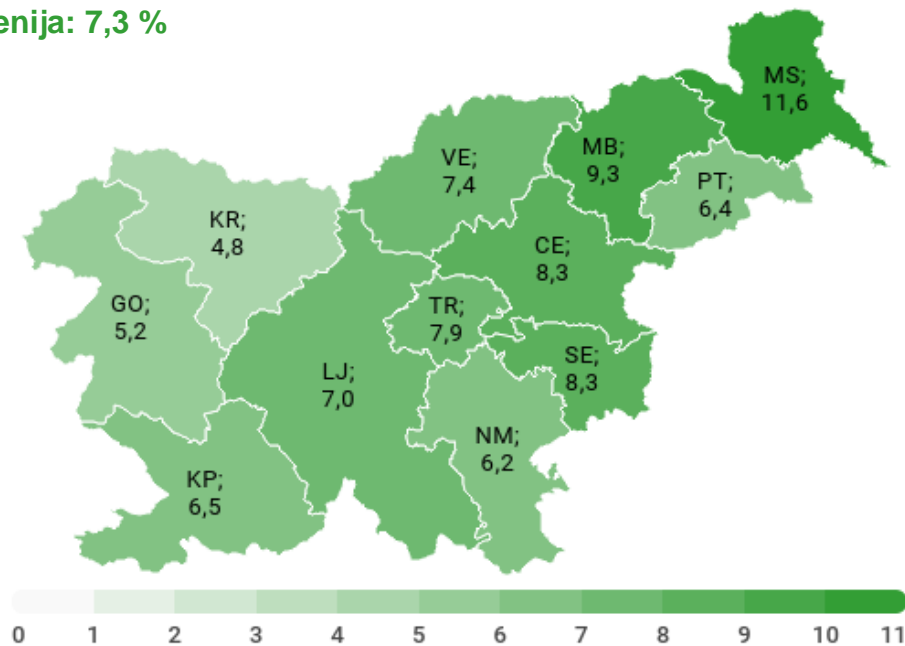 enija: 7,3 %
MS;
11,6
MB;
9,3
VE;
7,4
PT;
6,4
KR;
4,8
CE;
8,3
GO;
5,2
TR;
7,9
SE;
8,3
LJ;
7,0
NM;
6,2
KP;
6,5
0 1 2 3 4 5 6 7 8 9 10 11